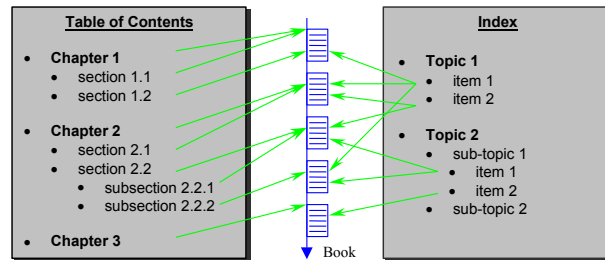 Table of Contents
Chapter 1
section 1.1
section 1.2
Chapter 2
section 2.1
section 2.2
subsection 2.2.1
subsection 2.2.2
Chapter 3
Book
Index
Topic 1
item 1
item 2
Topic 2
sub-topic 1
item 1
item 2
sub-topic 2